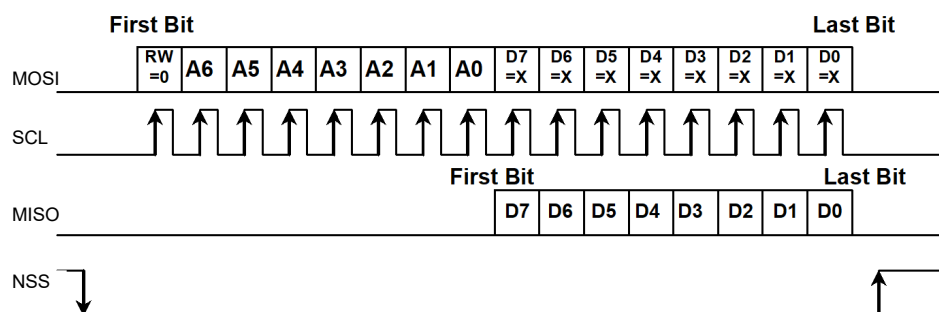 First Bit Last Bit
MOSI RW =0 A6 A5 A4 A3 A2 A1 A0 D7 =X D6 =X D5 =X D4 =X D3 =X D2 =X D1 =X D0 =X
SCL
First Bit Last Bit
MISO D7 D6 D5 D4 D3 D2 D1 D0
NSS